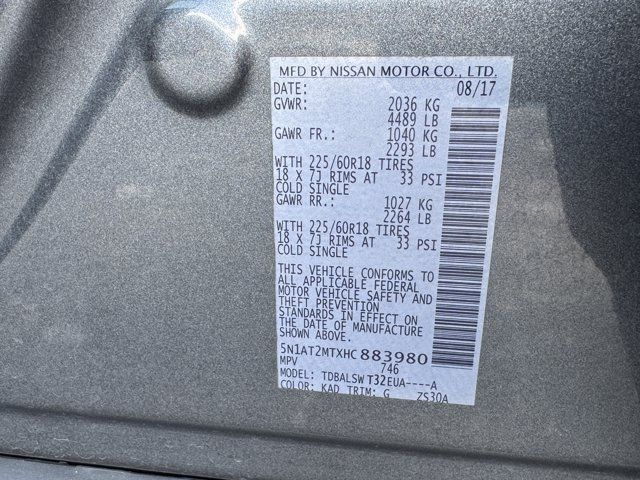 MFD BY NISSAN MOTOR CO., LTD.
DATE: 08/17
GVWR: 2036 KG
4489 LB
GAWR FR.: 1040 KG
2293 LB
WITH 225/60R18 TIRES
18 X 7J RIMS AT 33 PSI
COLD SINGLE
GAWR RR.: 1027 KG
2264 LB
WITH 225/60R18 TIRES
18 X 7J RIMS AT 33 PSI
COLD SINGLE
THIS VEHICLE CONFORMS TO
ALL APPLICABLE FEDERAL
MOTOR VEHICLE SAFETY AND
THEFT PREVENTION
STANDARDS IN EFFECT ON
THE DATE OF MANUFACTURE
SHOWN ABOVE.
5N1AT2MTXHC883980
MPV 746
MODEL: TDBALSWT32EUA----A
COLOR: KAD TRIM: G ZS30A